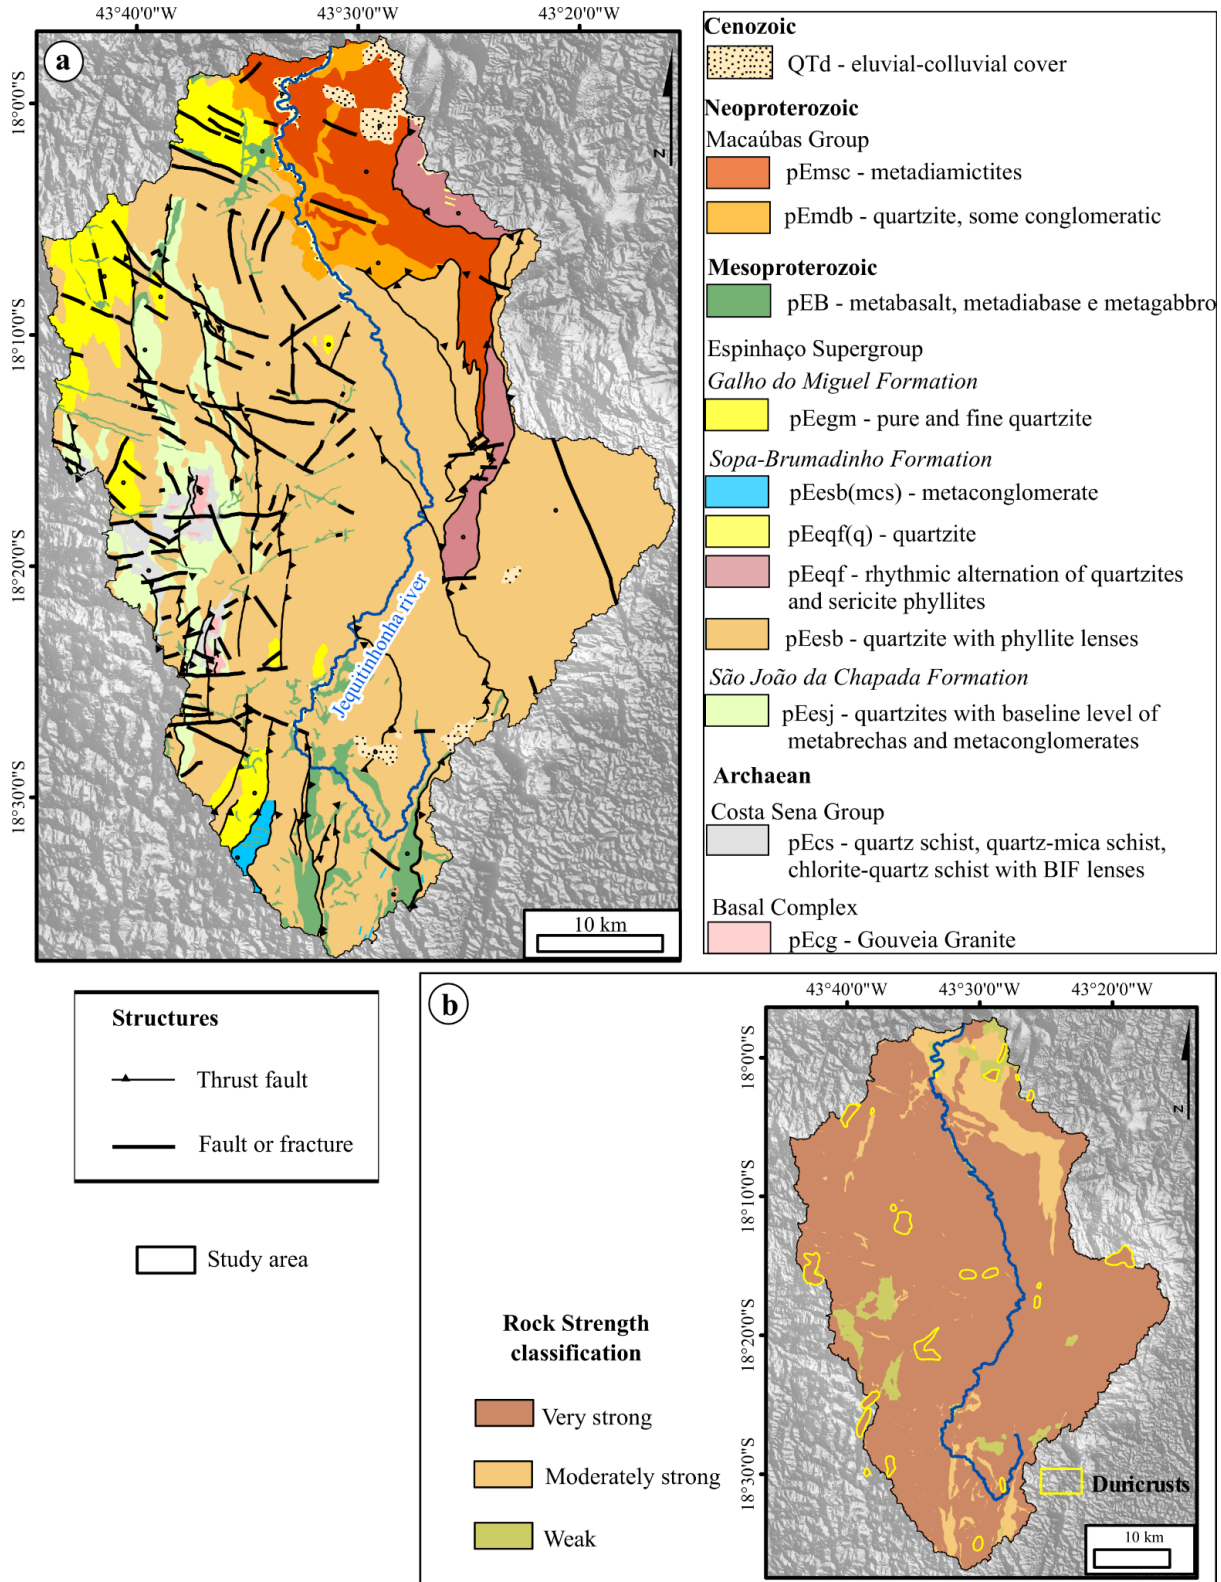 43°40'0"W 43°30'0"W 43°20'0"W
a
18°0'0"S
18°10'0"S
18°20'0"S
18°30'0"S
N
Jequitinhonha river
10 km
Cenozoic
QTd - eluvial-colluvial cover
Neoproterozoic
Macaúbas Group
pEmsc - metadiamictites
pEmdb - quartzite, some conglomeratic
Mesoproterozoic
pEB - metabasalt, metadiabase e metagabbro
Espinhaço Supergroup
Galho do Miguel Formation
pEegm - pure and fine quartzite
Sopa-Brumadinho Formation
pEesb(mcs) - metaconglomerate
pEeqf(q) - quartzite
pEeqf - rhythmic alternation of quartzites
and sericite phyllites
pEesb - quartzite with phyllite lenses
São João da Chapada Formation
pEesj - quartzites with baseline level of
metabrechas and metaconglomerates
Archaean
Costa Sena Group
pEcs - quartz schist, quartz-mica schist,
chlorite-quartz schist with BIF lenses
Basal Complex
pEcg - Gouveia Granite
Structures
Thrust fault
Fault or fracture
Study area
b
43°40'0"W 43°30'0"W 43°20'0"W
18°0'0"S
18°10'0"S
18°20'0"S
18°30'0"S
N
Rock Strength
classification
Very strong
Moderately strong
Weak
Duricrusts
10 km